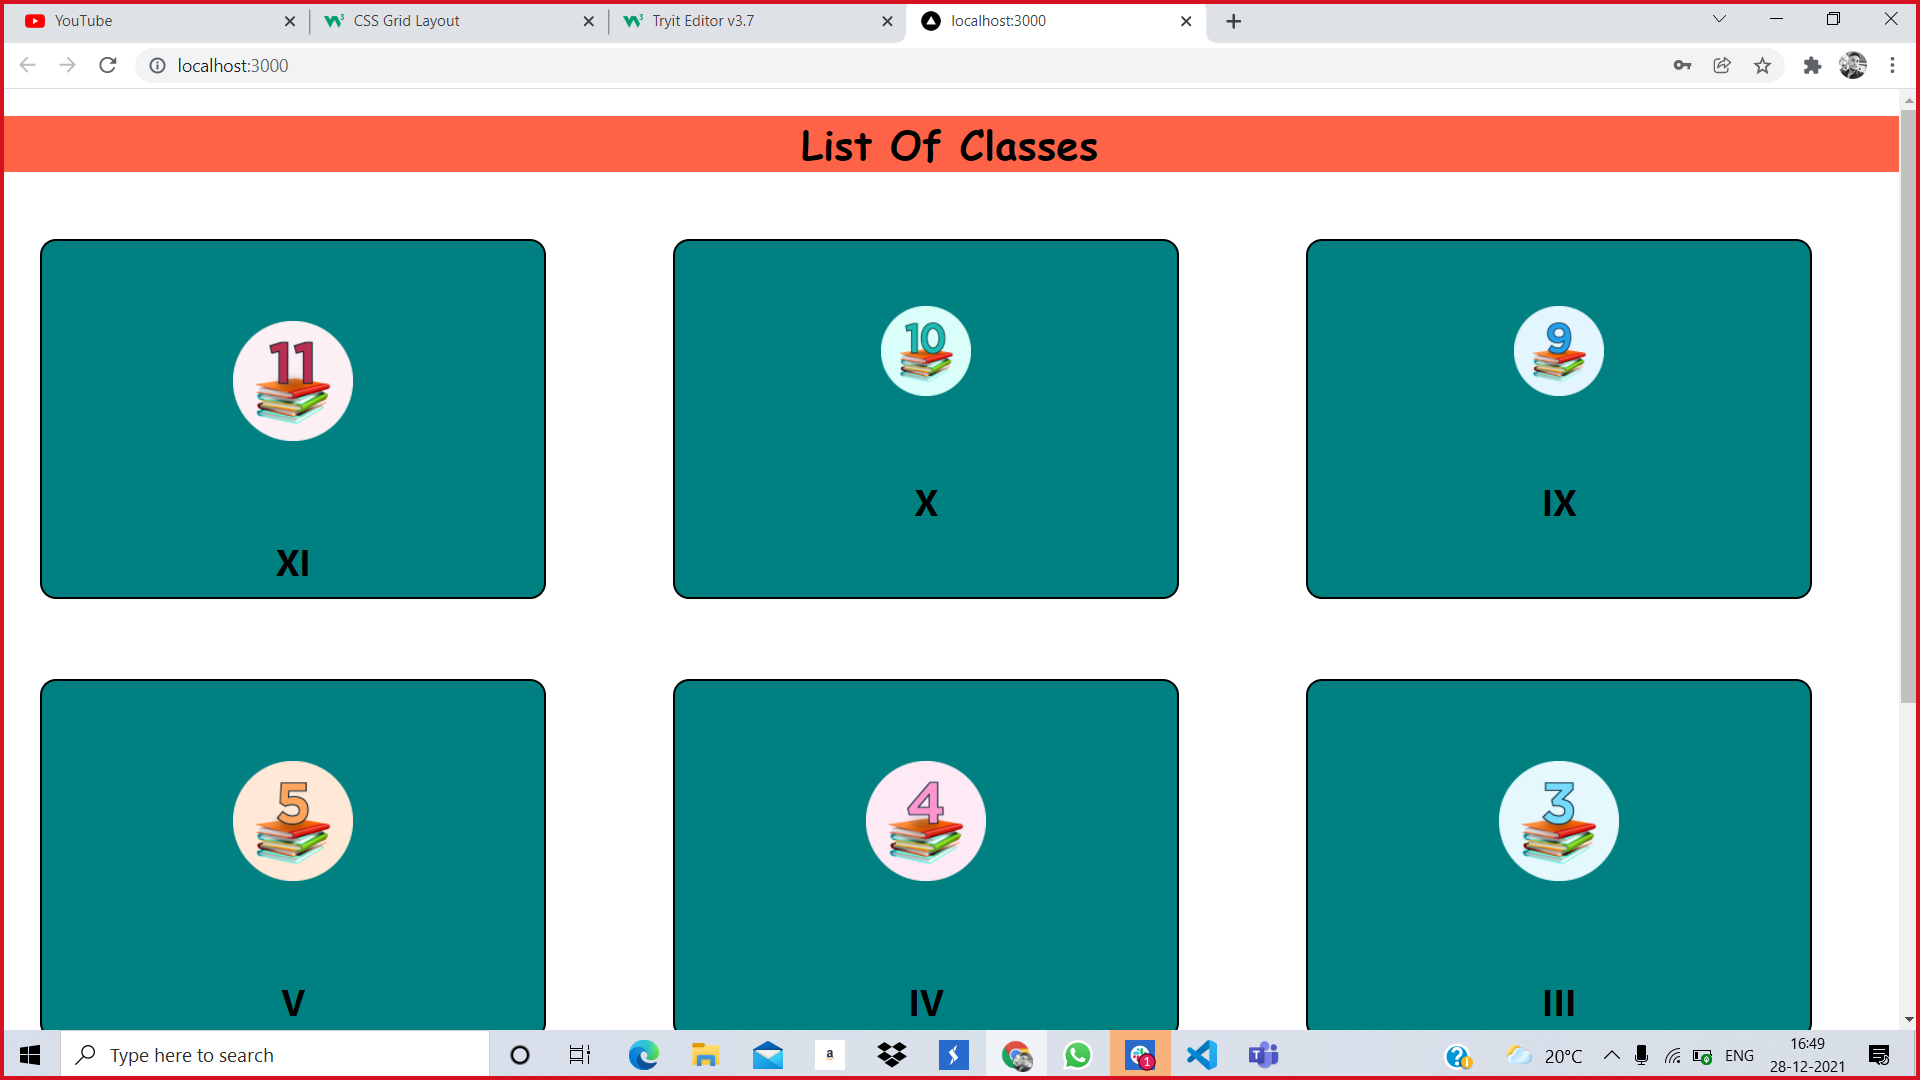 YouTube
CSS Grid Layout
Tryit Editor v3.7
localhost:3000
localhost:3000
List Of Classes
11
10
9
XI
X
IX
5
4
3
V
IV
III
Type here to search
a
1
20°C
ENG
16:49
28-12-2021